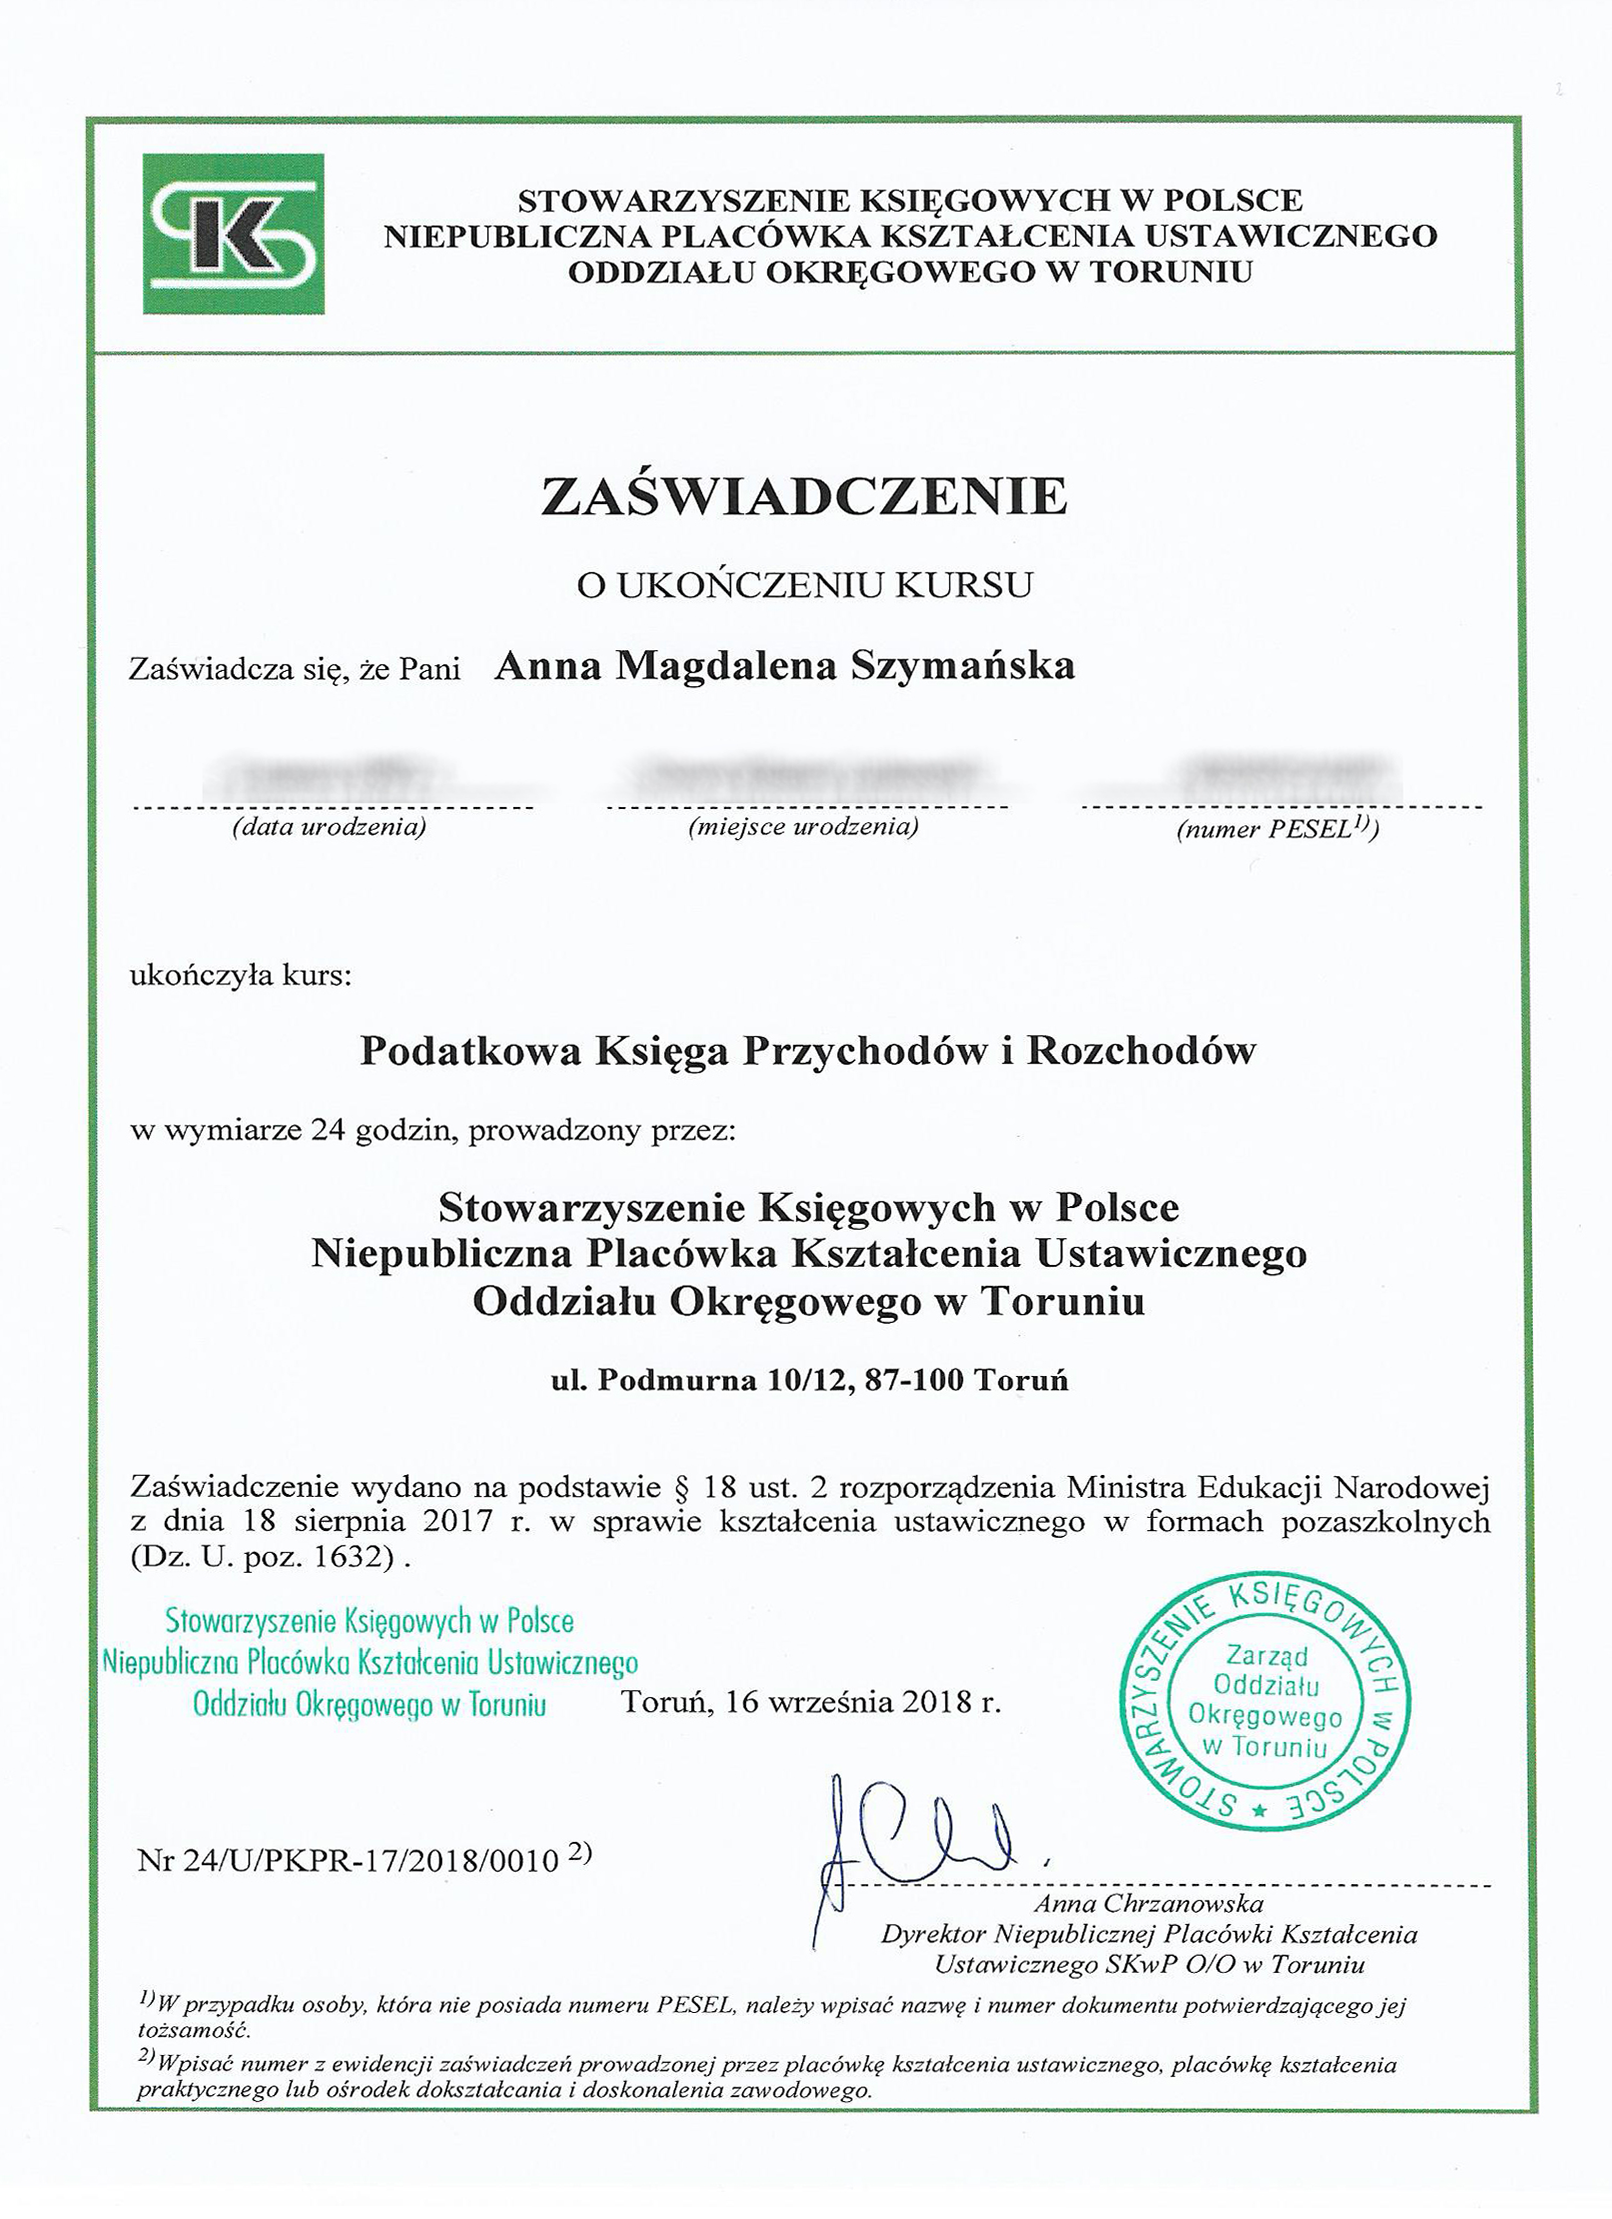 SK
STOWARZYSZENIE KSIĘGOWYCH W POLSCE
NIEPUBLICZNA PLACÓWKA KSZTAŁCENIA USTAWICZNEGO
ODDZIAŁU OKRĘGOWEGO W TORUNIU
ZAŚWIADCZENIE
O UKOŃCZENIU KURSU
Zaświadcza się, że Pani Anna Magdalena Szymańska
(data urodzenia) (miejsce urodzenia) (numer PESEL¹⁾)
ukończyła kurs:
Podatkowa Księga Przychodów i Rozchodów
w wymiarze 24 godzin, prowadzony przez:
Stowarzyszenie Księgowych w Polsce
Niepubliczna Placówka Kształcenia Ustawicznego
Oddziału Okręgowego w Toruniu
ul. Podmurna 10/12, 87-100 Toruń
Zaświadczenie wydano na podstawie § 18 ust. 2 rozporządzenia Ministra Edukacji Narodowej
z dnia 18 sierpnia 2017 r. w sprawie kształcenia ustawicznego w formach pozaszkolnych
(Dz. U. poz. 1632) .
Stowarzyszenie Księgowych w Polsce
Niepubliczna Placówka Kształcenia Ustawicznego
Oddziału Okręgowego w Toruniu
Toruń, 16 września 2018 r.
STOWARZYSZENIE KSIĘGOWYCH W POLSCE ★
Zarząd
Oddziału
Okręgowego
w Toruniu
Nr 24/U/PKPR-17/2018/0010 ²⁾
Anna Chrzanowska
Dyrektor Niepublicznej Placówki Kształcenia
Ustawicznego SKwP O/O w Toruniu
¹⁾W przypadku osoby, która nie posiada numeru PESEL, należy wpisać nazwę i numer dokumentu potwierdzającego jej
tożsamość.
²⁾Wpisać numer z ewidencji zaświadczeń prowadzonej przez placówkę kształcenia ustawicznego, placówkę kształcenia
praktycznego lub ośrodek dokształcania i doskonalenia zawodowego.